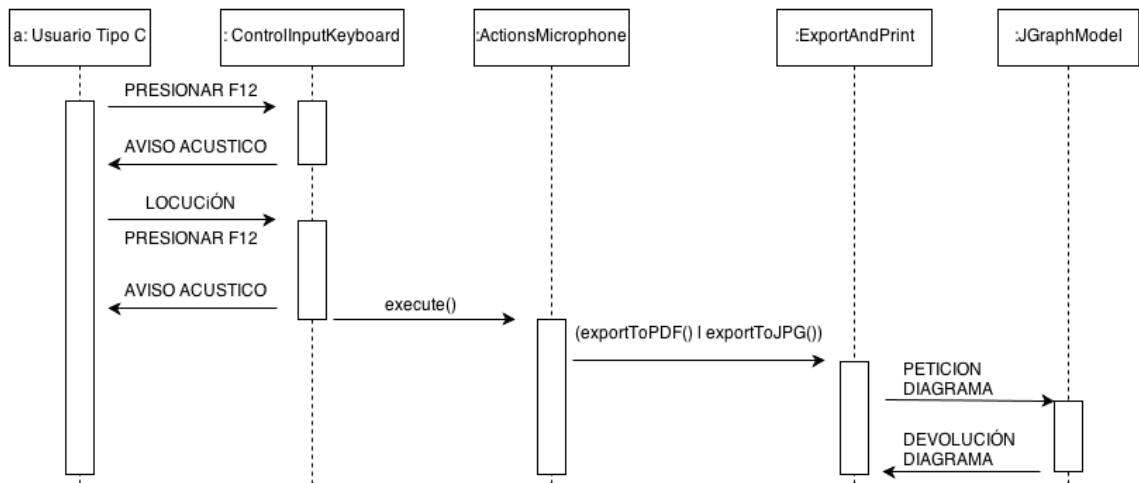 a: Usuario Tipo C
: ControlInputKeyboard
:ActionsMicrophone
:ExportAndPrint
:JGraphModel
PRESIONAR F12
AVISO ACUSTICO
LOCUCiÓN
PRESIONAR F12
AVISO ACUSTICO
execute()
(exportToPDF() | exportToJPG())
PETICION
DIAGRAMA
DEVOLUCIÓN
DIAGRAMA